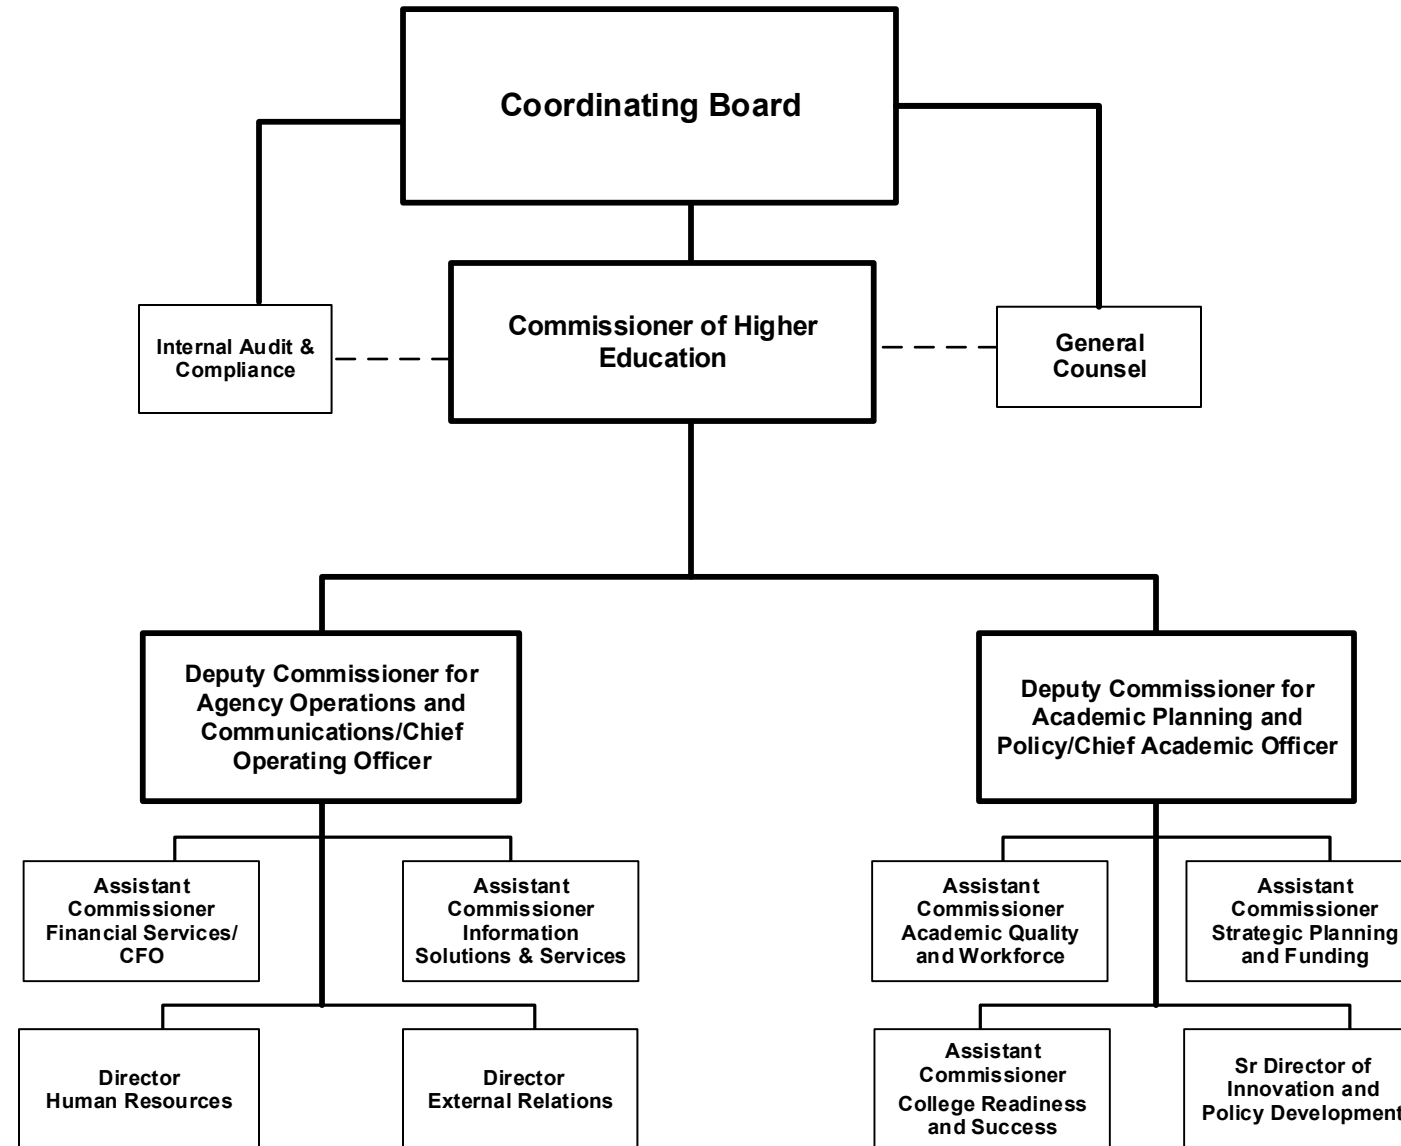 Coordinating Board
Internal Audit &
Compliance
Commissioner of Higher
Education
General
Counsel
Deputy Commissioner for
Agency Operations and
Communications/Chief
Operating Officer
Deputy Commissioner for
Academic Planning and
Policy/Chief Academic Officer
Assistant
Commissioner
Financial Services/
CFO
Assistant
Commissioner
Information
Solutions & Services
Assistant
Commissioner
Academic Quality
and Workforce
Assistant
Commissioner
Strategic Planning
and Funding
Director
Human Resources
Director
External Relations
Assistant
Commissioner
College Readiness
and Success
Sr Director of
Innovation and
Policy Development